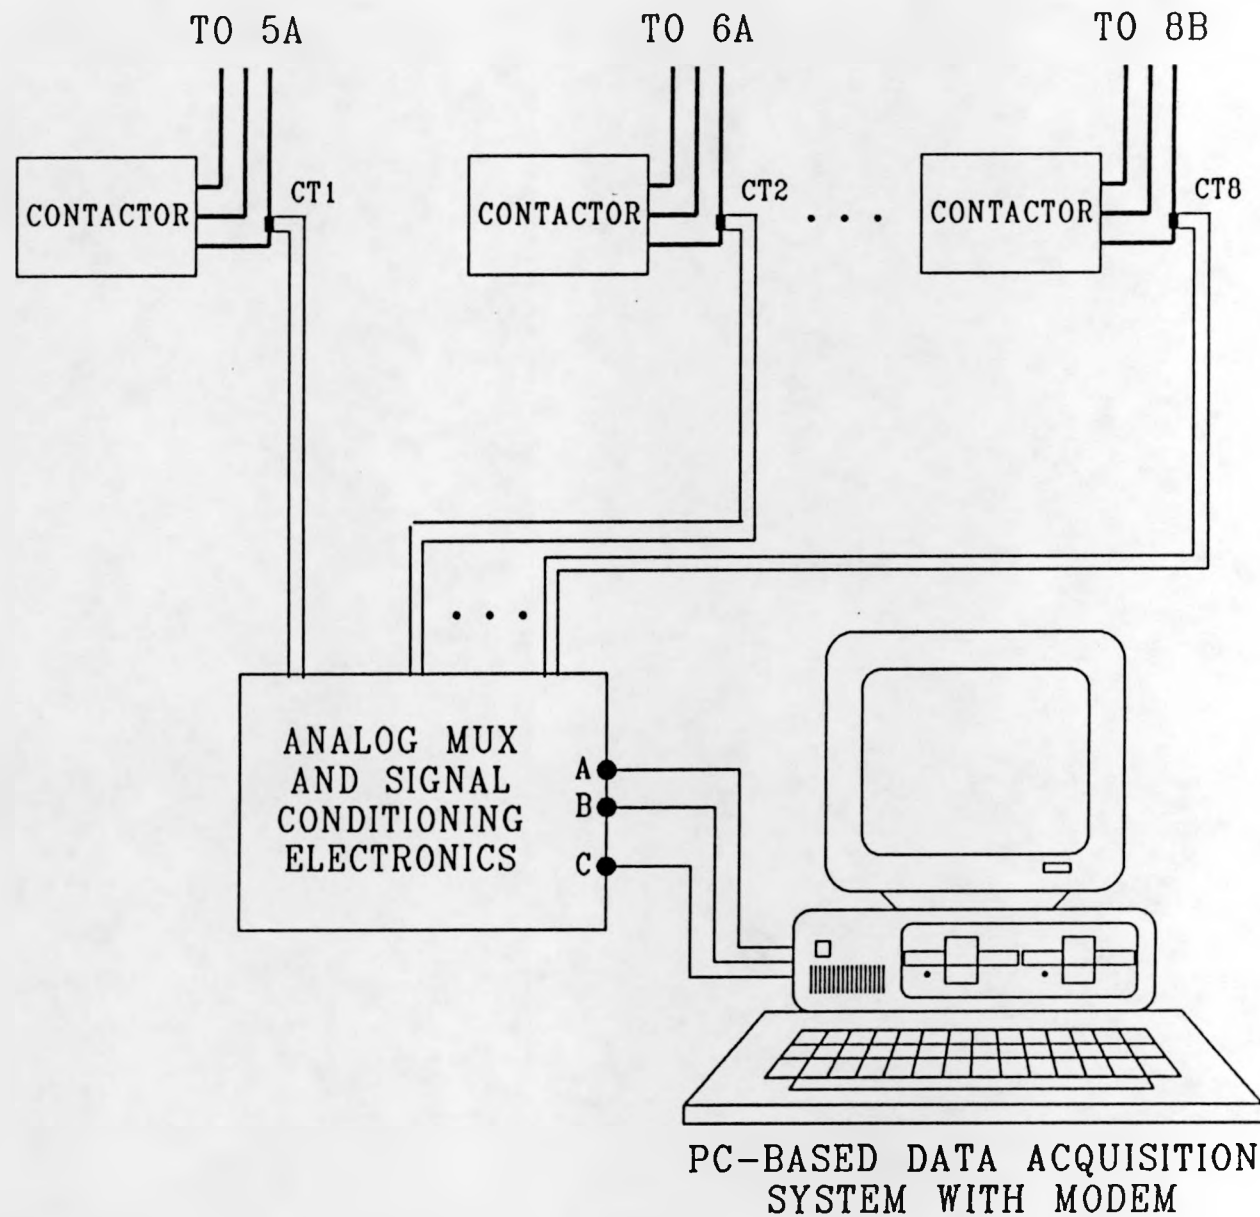 TO 5A
TO 6A
TO 8B
CONTACTOR
CT1
CONTACTOR
CT2
CONTACTOR
CT8
ANALOG MUX
AND SIGNAL
CONDITIONING
ELECTRONICS
A
B
C
PC-BASED DATA ACQUISITION
SYSTEM WITH MODEM